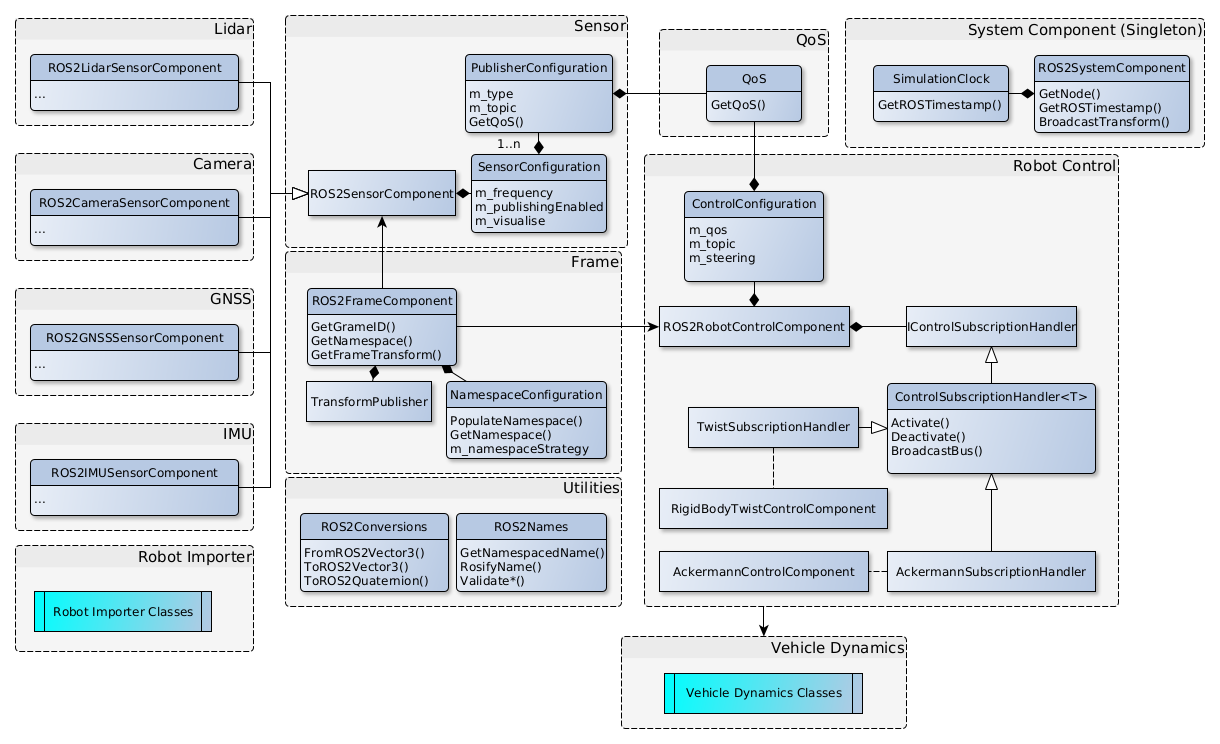 Lidar
ROS2LidarSensorComponent
...
Camera
ROS2CameraSensorComponent
...
GNSS
ROS2GNSSSensorComponent
...
IMU
ROS2IMUSensorComponent
...
Robot Importer
Robot Importer Classes
Sensor
PublisherConfiguration
m_type
m_topic
GetQoS()
1..n
SensorConfiguration
m_frequency
m_publishingEnabled
m_visualise
ROS2SensorComponent
Frame
ROS2FrameComponent
GetGrameID()
GetNamespace()
GetFrameTransform()
TransformPublisher
NamespaceConfiguration
PopulateNamespace()
GetNamespace()
m_namespaceStrategy
Utilities
ROS2Conversions
FromROS2Vector3()
ToROS2Vector3()
ToROS2Quaternion()
ROS2Names
GetNamespacedName()
RosifyName()
Validate*()
QoS
QoS
GetQoS()
System Component (Singleton)
SimulationClock
GetROSTimestamp()
ROS2SystemComponent
GetNode()
GetROSTimestamp()
BroadcastTransform()
Robot Control
ControlConfiguration
m_qos
m_topic
m_steering
ROS2RobotControlComponent
IControlSubscriptionHandler
ControlSubscriptionHandler<T>
Activate()
Deactivate()
BroadcastBus()
TwistSubscriptionHandler
RigidBodyTwistControlComponent
AckermannControlComponent
AckermannSubscriptionHandler
Vehicle Dynamics
Vehicle Dynamics Classes